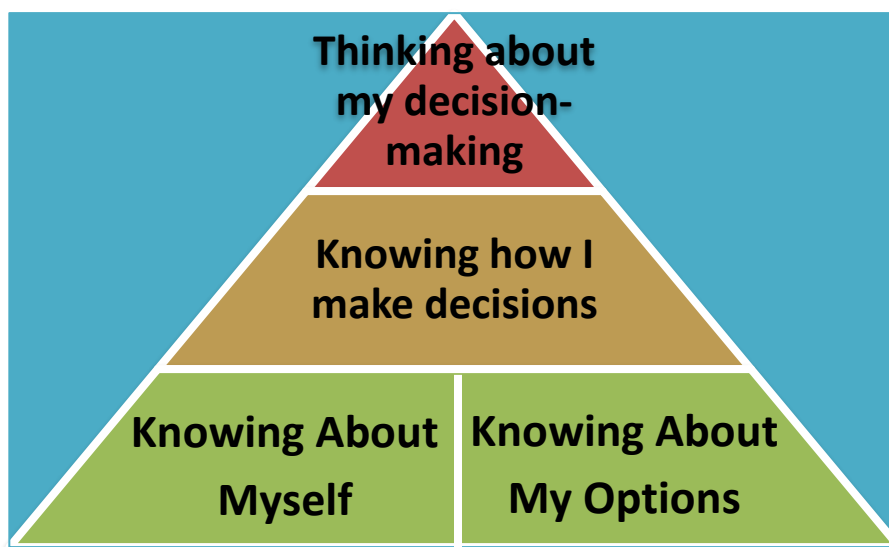 Thinking about
my decision-
making
Knowing how I
make decisions
Knowing About
Myself
Knowing About
My Options